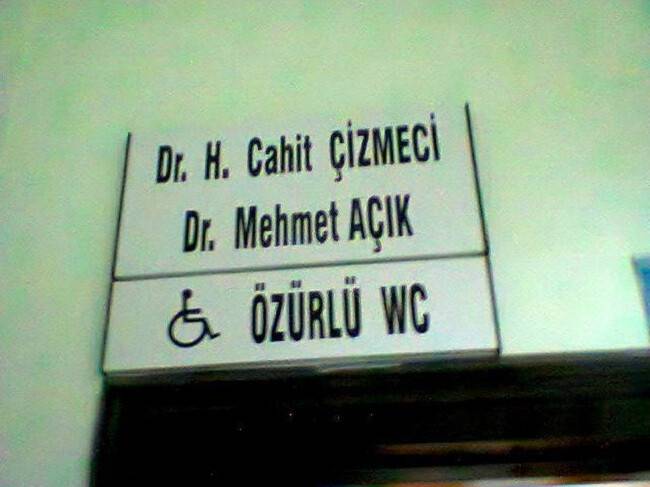 Dr. H. Cahit ÇİZMECİ
Dr. Mehmet AÇIK
ÖZÜRLÜ WC